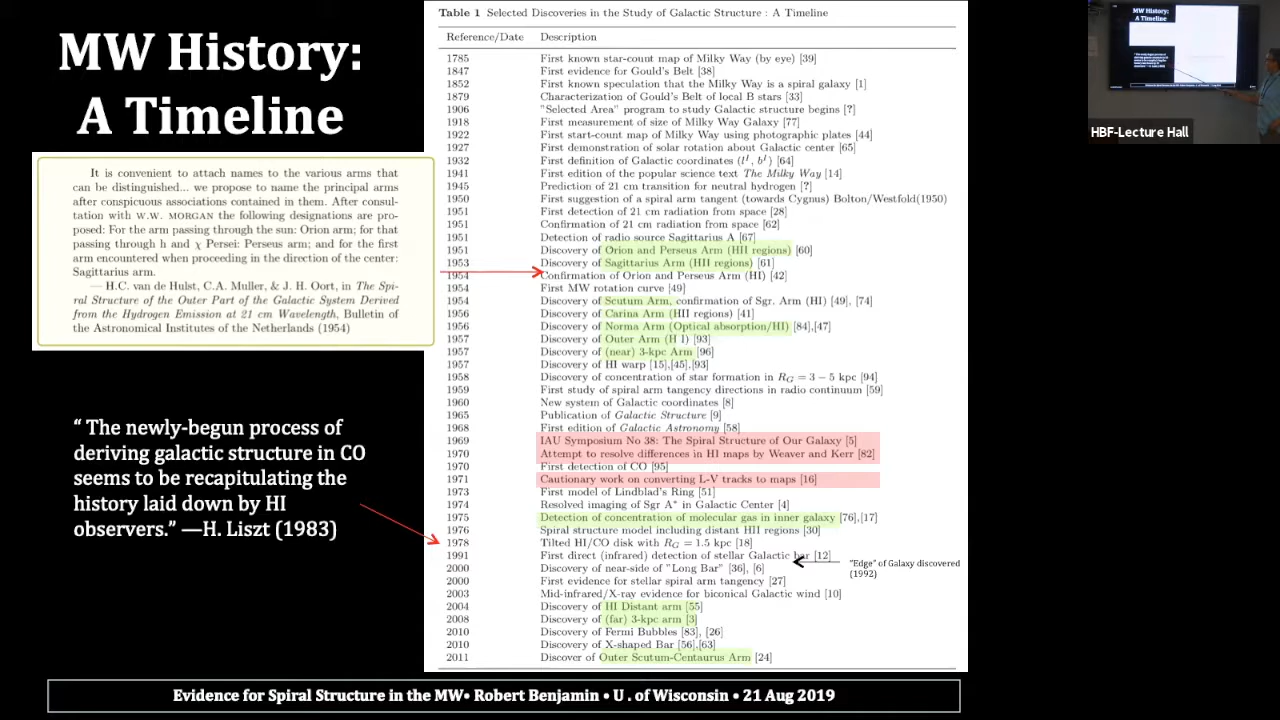 MW History:
A Timeline
It is convenient to attach names to the various arms that
can be distinguished... we propose to name the principal arms
after conspicuous associations contained in them. After consul-
tation with W.W. MORGAN the following designations are pro-
posed: For the arm passing through the sun: Orion arm; for that
passing through h and χ Persei: Perseus arm; and for the first
arm encountered when proceeding in the direction of the center:
Sagittarius arm.
— H.C. van de Hulst, C.A. Muller, & J. H. Oort, in The Spi-
ral Structure of the Outer Part of the Galactic System Derived
from the Hydrogen Emission at 21 cm Wavelength, Bulletin of
the Astronomical Institutes of the Netherlands (1954)
“ The newly-begun process of
deriving galactic structure in CO
seems to be recapitulating the
history laid down by HI
observers.” —H. Liszt (1983)
Table 1 Selected Discoveries in the Study of Galactic Structure : A Timeline
Reference/Date Description
1785 First known star-count map of Milky Way (by eye) [39]
1847 First evidence for Gould's Belt [38]
1852 First known speculation that the Milky Way is a spiral galaxy [1]
1879 Characterization of Gould's Belt of local B stars [33]
1906 "Selected Area" program to study Galactic structure begins [?]
1918 First measurement of size of Milky Way Galaxy [77]
1922 First start-count map of Milky Way using photographic plates [44]
1927 First demonstration of solar rotation about Galactic center [65]
1932 First definition of Galactic coordinates (l^I, b^I) [64]
1941 First edition of the popular science text The Milky Way [14]
1945 Prediction of 21 cm transition for neutral hydrogen [?]
1950 First suggestion of a spiral arm tangent (towards Cygnus) Bolton/Westfold(1950)
1951 First detection of 21 cm radiation from space [28]
1951 Confirmation of 21 cm radiation from space [62]
1951 Detection of radio source Sagittarius A [67]
1951 Discovery of Orion and Perseus Arm (HII regions) [60]
1953 Discovery of Sagittarius Arm (HII regions) [61]
1954 Confirmation of Orion and Perseus Arm (HI) [42]
1954 First MW rotation curve [49]
1954 Discovery of Scutum Arm, confirmation of Sgr. Arm (HI) [49], [74]
1956 Discovery of Carina Arm (HII regions) [41]
1956 Discovery of Norma Arm (Optical absorption/HI) [84],[47]
1957 Discovery of Outer Arm (H I) [93]
1957 Discovery of (near) 3-kpc Arm [96]
1957 Discovery of HI warp [15],[45],[93]
1958 Discovery of concentration of star formation in R_G = 3 − 5 kpc [94]
1959 First study of spiral arm tangency directions in radio continuum [59]
1960 New system of Galactic coordinates [8]
1965 Publication of Galactic Structure [9]
1968 First edition of Galactic Astronomy [58]
1969 IAU Symposium No 38: The Spiral Structure of Our Galaxy [5]
1970 Attempt to resolve differences in HI maps by Weaver and Kerr [82]
1970 First detection of CO [95]
1971 Cautionary work on converting L-V tracks to maps [16]
1973 First model of Lindblad's Ring [51]
1974 Resolved imaging of Sgr A* in Galactic Center [4]
1975 Detection of concentration of molecular gas in inner galaxy [76],[17]
1976 Spiral structure model including distant HII regions [30]
1978 Tilted HI/CO disk with R_G = 1.5 kpc [18]
1991 First direct (infrared) detection of stellar Galactic bar [12]
2000 Discovery of near-side of "Long Bar" [36], [6]
2000 First evidence for stellar spiral arm tangency [27]
2003 Mid-infrared/X-ray evidence for biconical Galactic wind [10]
2004 Discovery of HI Distant arm [55]
2008 Discovery of (far) 3-kpc arm [3]
2010 Discovery of Fermi Bubbles [83], [26]
2010 Discovery of X-shaped Bar [56],[63]
2011 Discover of Outer Scutum-Centaurus Arm [24]
"Edge" of Galaxy discovered
(1992)
Evidence for Spiral Structure in the MW• Robert Benjamin • U . of Wisconsin • 21 Aug 2019
MW History:
A Timeline
HBF-Lecture Hall